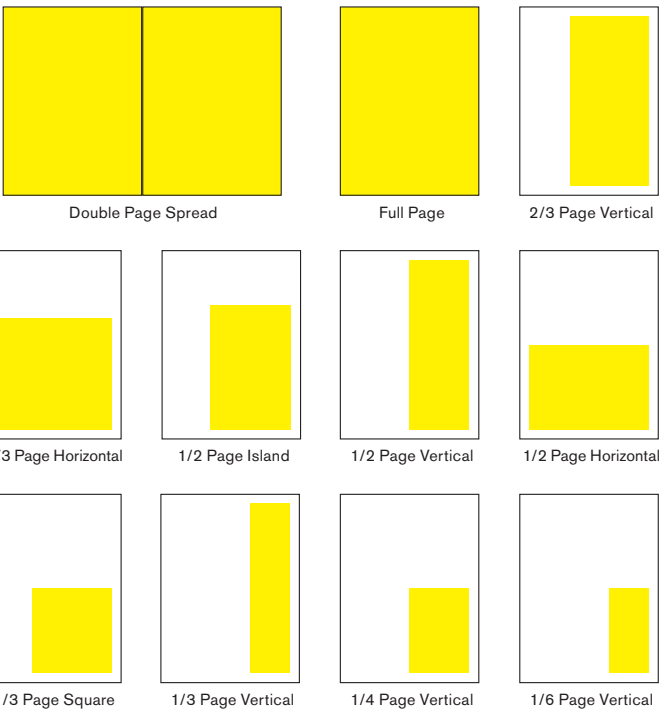 Double Page Spread
Full Page
2/3 Page Vertical
/3 Page Horizontal
1/2 Page Island
1/2 Page Vertical
1/2 Page Horizontal
/3 Page Square
1/3 Page Vertical
1/4 Page Vertical
1/6 Page Vertical